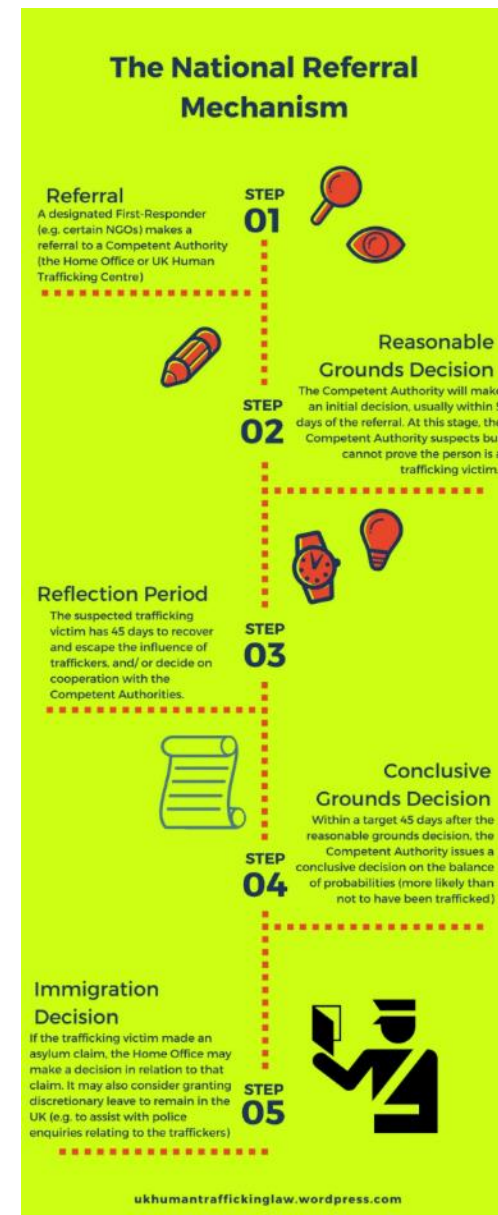 The National Referral
Mechanism
Referral
A designated First-Responder
(e.g. certain NGOs) makes a
referral to a Competent Authority
(the Home Office or UK Human
Trafficking Centre)
STEP
01
Reasonable
Grounds Decision
The Competent Authority will make
an initial decision, usually within
days of the referral. At this stage, the
Competent Authority suspects but
cannot prove the person is a
trafficking victim.
STEP
02
Reflection Period
The suspected trafficking
victim has 45 days to recover
and escape the influence of
traffickers, and/ or decide on
cooperation with the
Competent Authorities.
STEP
03
Conclusive
Grounds Decision
Within a target 45 days after the
reasonable grounds decision, the
Competent Authority issues a
conclusive decision on the balance
of probabilities (more likely than
not to have been trafficked)
STEP
04
Immigration
Decision
If the trafficking victim made an
asylum claim, the Home Office may
make a decision in relation to that
claim. It may also consider granting
discretionary leave to remain in the
UK (e.g. to assist with police
enquiries relating to the traffickers)
STEP
05
ukhumantraffickinglaw.wordpress.com